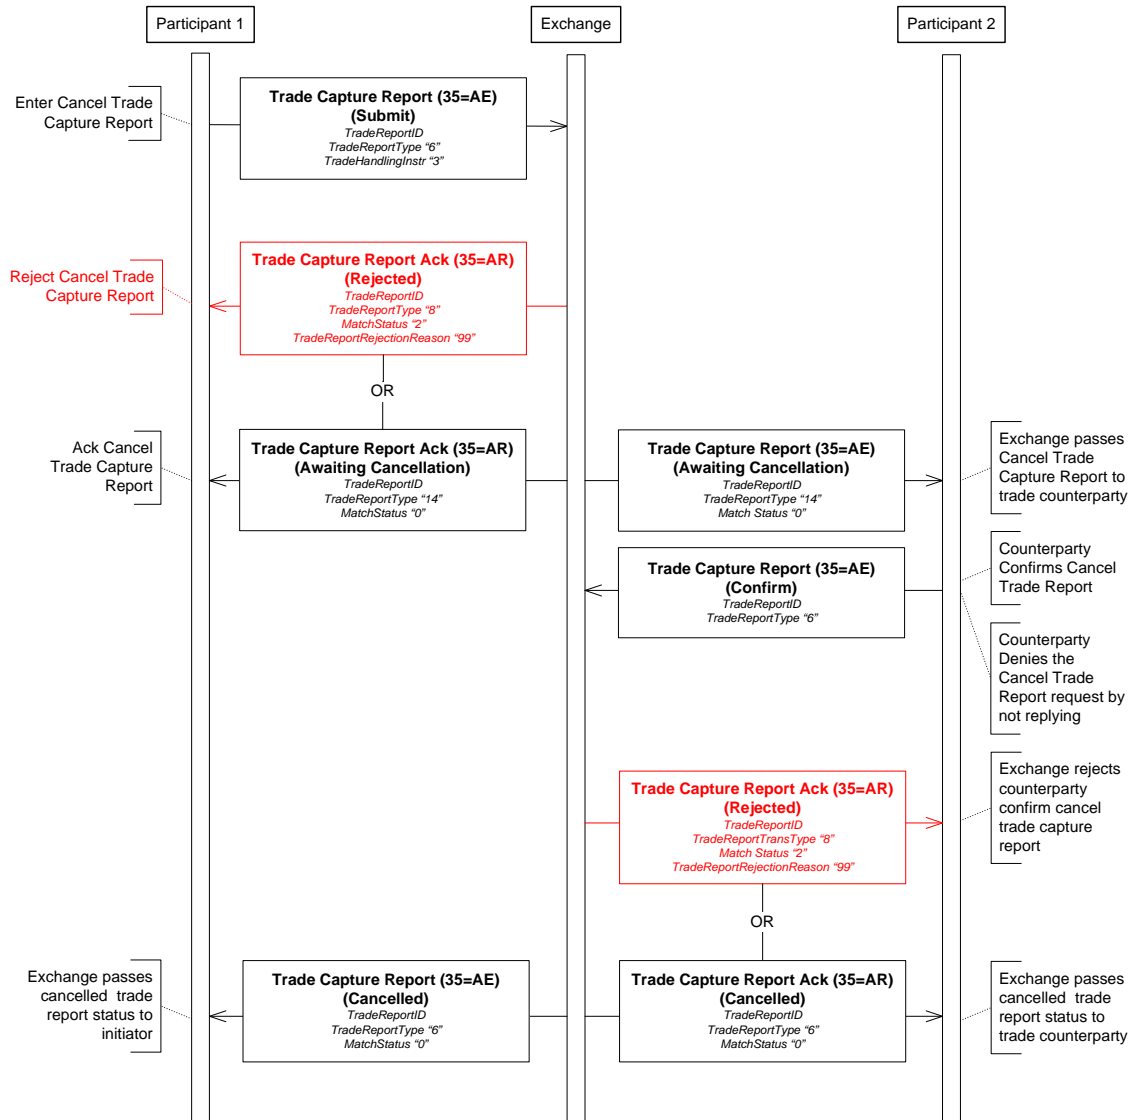 Participant 1
Exchange
Participant 2
Enter Cancel Trade
Capture Report
Trade Capture Report (35=AE)
(Submit)
TradeReportID
TradeReportType “6”
TradeHandlingInstr “3”
Reject Cancel Trade
Capture Report
Trade Capture Report Ack (35=AR)
(Rejected)
TradeReportID
TradeReportType “8”
MatchStatus “2”
TradeReportRejectionReason “99”
OR
Ack Cancel
Trade Capture
Report
Trade Capture Report Ack (35=AR)
(Awaiting Cancellation)
TradeReportID
TradeReportType “14”
MatchStatus “0”
Trade Capture Report (35=AE)
(Awaiting Cancellation)
TradeReportID
TradeReportType “14”
Match Status “0”
Exchange passes
Cancel Trade
Capture Report to
trade counterparty
Trade Capture Report (35=AE)
(Confirm)
TradeReportID
TradeReportType “6”
Counterparty
Confirms Cancel
Trade Report
Counterparty
Denies the
Cancel Trade
Report request by
not replying
Trade Capture Report Ack (35=AR)
(Rejected)
TradeReportID
TradeReportTransType “8”
Match Status “2”
TradeReportRejectionReason “99”
Exchange rejects
counterparty
confirm cancel
trade capture
report
OR
Exchange passes
cancelled trade
report status to
initiator
Trade Capture Report (35=AE)
(Cancelled)
TradeReportID
TradeReportType “6”
MatchStatus “0”
Trade Capture Report Ack (35=AR)
(Cancelled)
TradeReportID
TradeReportType “6”
MatchStatus “0”
Exchange passes
cancelled trade
report status to
trade counterparty